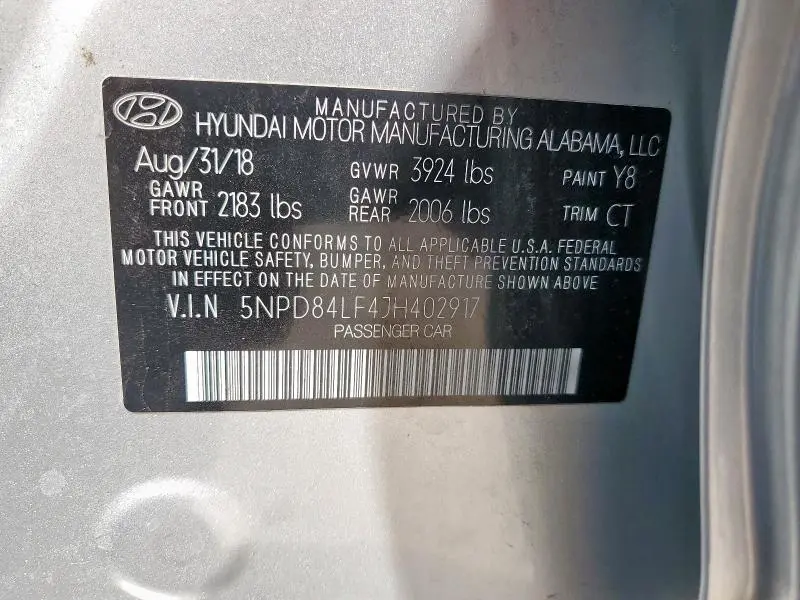 MANUFACTURED BY
HYUNDAI MOTOR MANUFACTURING ALABAMA, LLC
Aug/31/18 GVWR 3924 lbs PAINT Y8
GAWR FRONT 2183 lbs GAWR REAR 2006 lbs TRIM CT
THIS VEHICLE CONFORMS TO ALL APPLICABLE U.S.A. FEDERAL
MOTOR VEHICLE SAFETY, BUMPER, AND THEFT PREVENTION STANDARDS
IN EFFECT ON THE DATE OF MANUFACTURE SHOWN ABOVE
V.I.N 5NPD84LF4JH402917
PASSENGER CAR